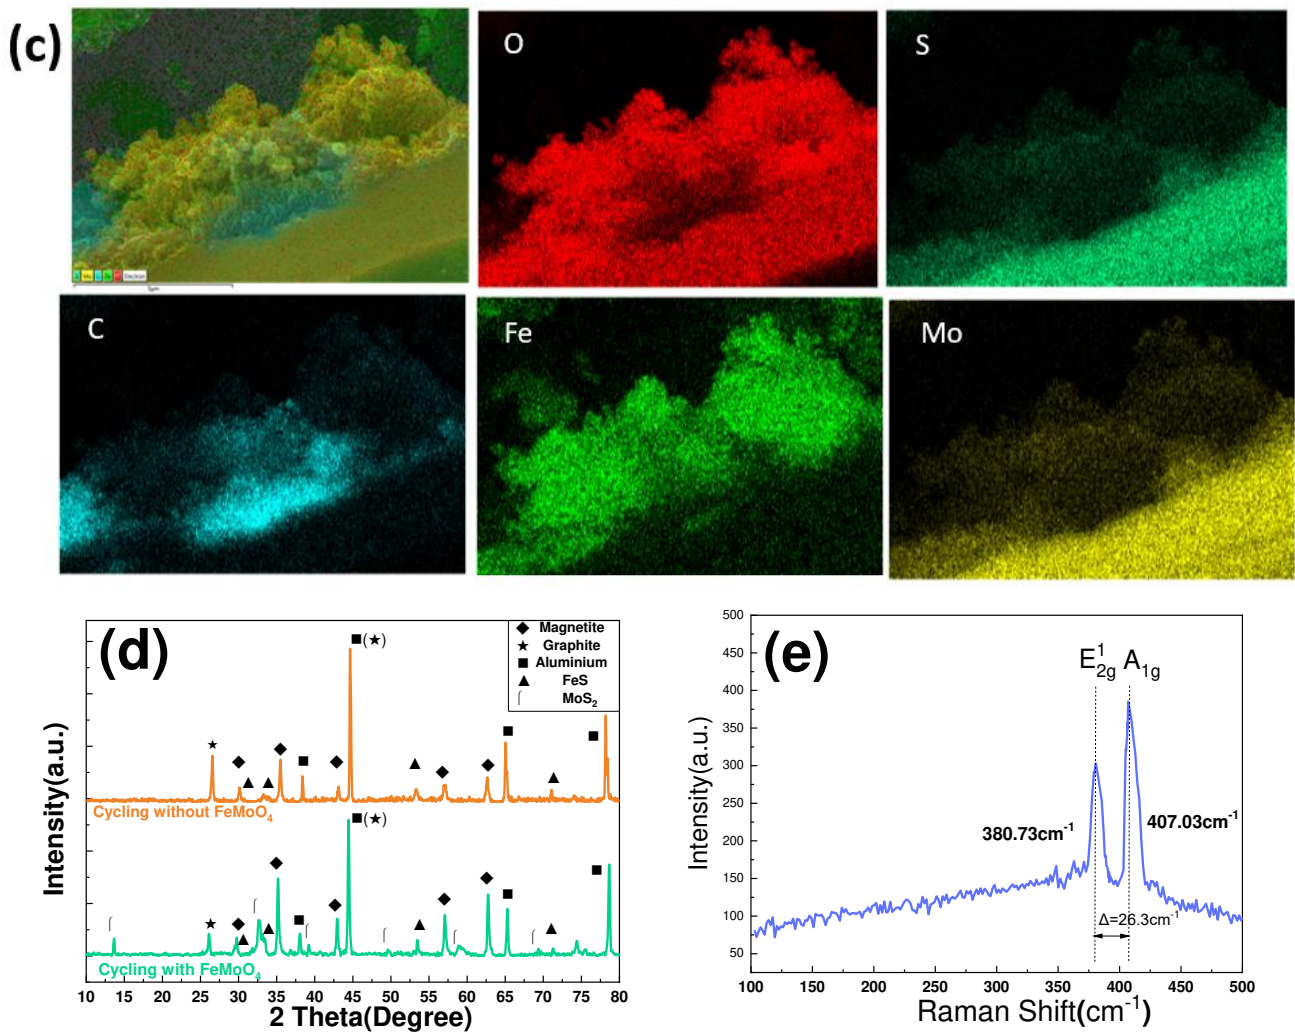 (c)
O
S
C
Fe
Mo
(d)
■(★)
◆ Magnetite
★ Graphite
■ Aluminium
▲ FeS
MoS₂
Cycling without FeMoO₄
■(★)
Cycling with FeMoO₄
Intensity(a.u.)
10 15 20 25 30 35 40 45 50 55 60 65 70 75 80
2 Theta(Degree)
(e)
500
450
400
350
300
250
200
150
100
50
E¹₂g A₁g
380.73cm⁻¹
407.03cm⁻¹
Δ=26.3cm⁻¹
Intensity(a.u.)
100 150 200 250 300 350 400 450 500
Raman Shift(cm⁻¹)